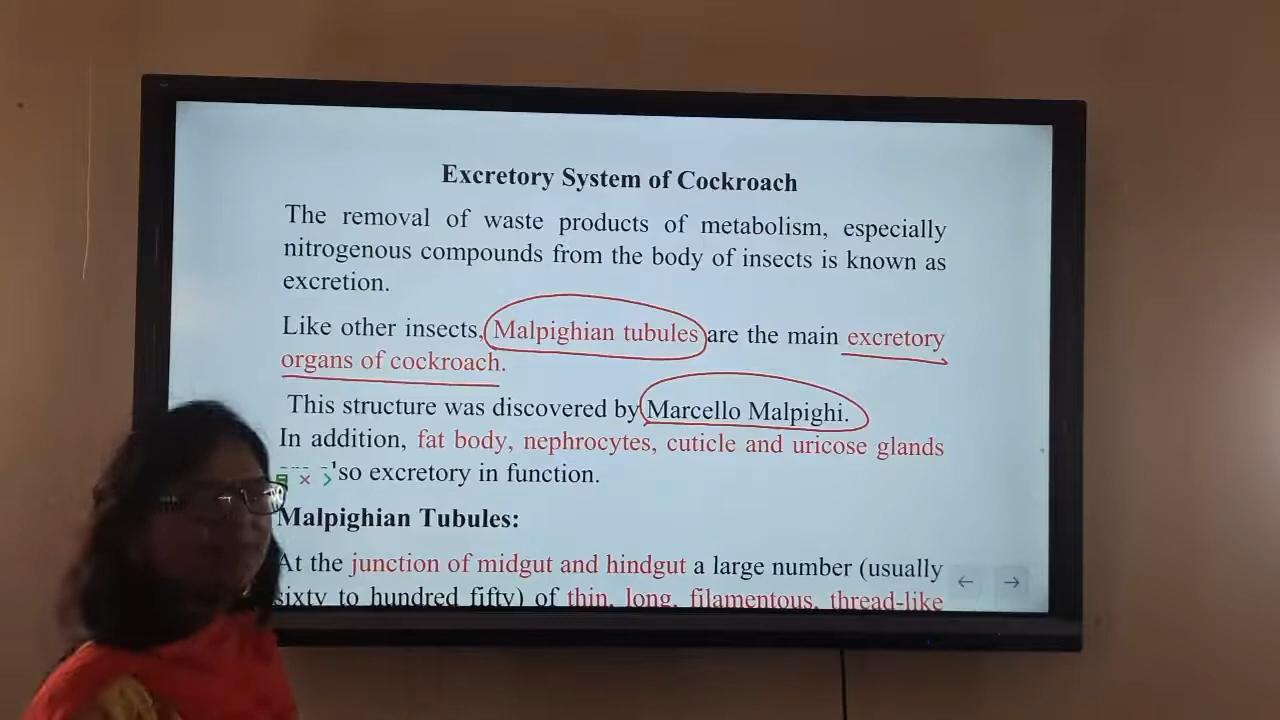 Excretory System of Cockroach
The removal of waste products of metabolism, especially
nitrogenous compounds from the body of insects is known as
excretion.
Like other insects, Malpighian tubules are the main excretory
organs of cockroach.
This structure was discovered by Marcello Malpighi.
In addition, fat body, nephrocytes, cuticle and uricose glands
so excretory in function.
Malpighian Tubules:
At the junction of midgut and hindgut a large number (usually
sixty to hundred fifty) of thin, long, filamentous, thread-like